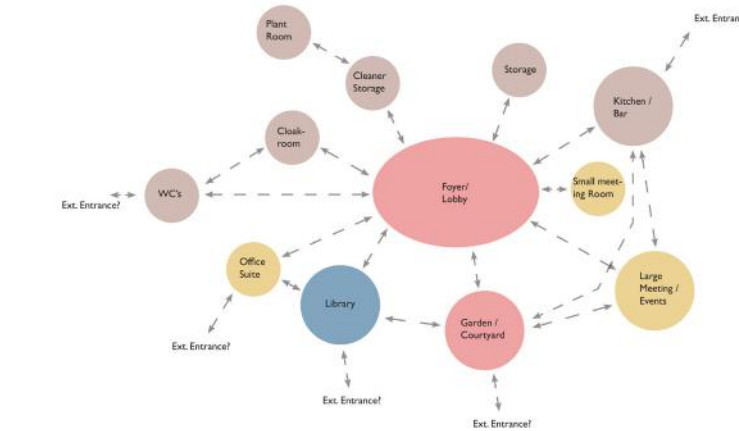 Plant
Room
Ext. Entran
Cleaner
Storage
Storage
Kitchen /
Bar
Cloak-
room
WC's
Foyer/
Lobby
Small meet-
ing Room
Ext. Entrance?
Office
Suite
Library
Large
Meeting /
Events
Garden /
Courtyard
Ext. Entrance?
Ext. Entrance?
Ext. Entrance?